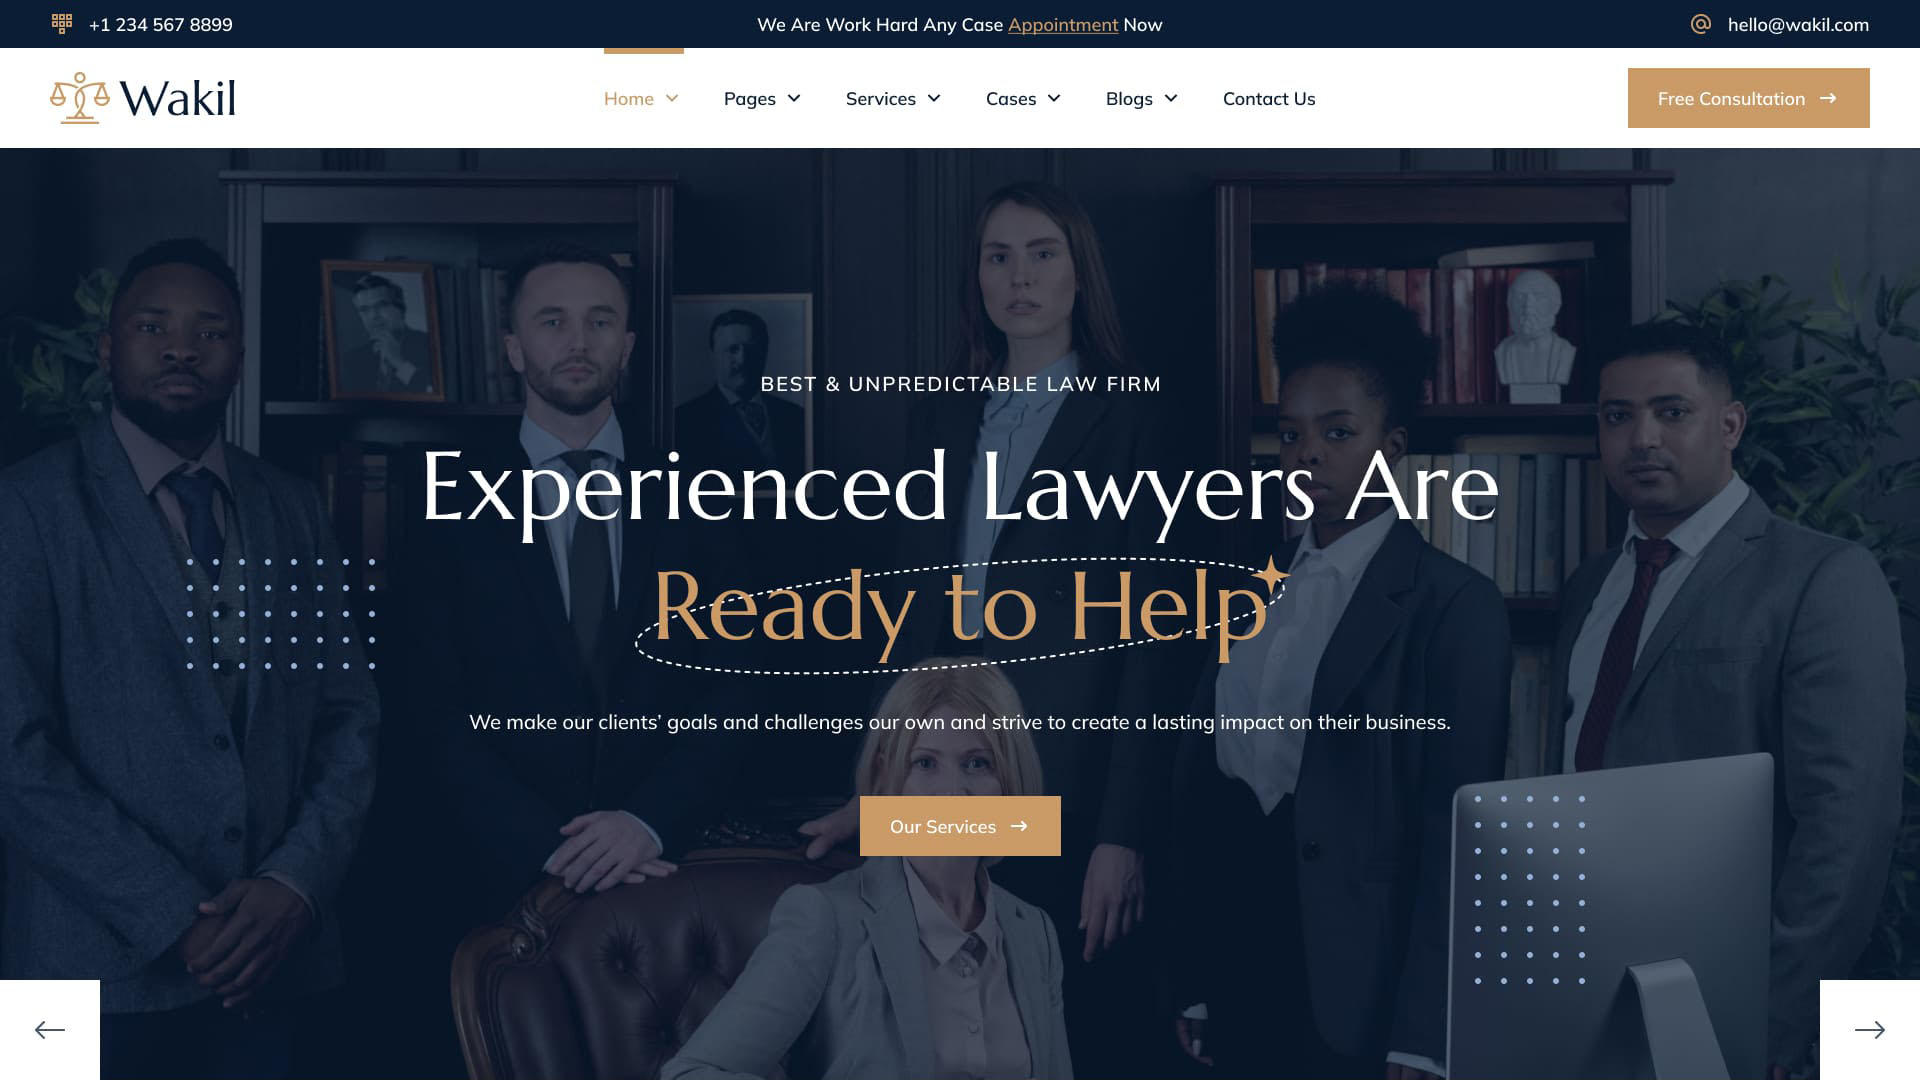 +1 234 567 8899
We Are Work Hard Any Case Appointment Now
hello@wakil.com
Wakil
Home
Pages
Services
Cases
Blogs
Contact Us
Free Consultation
BEST & UNPREDICTABLE LAW FIRM
Experienced Lawyers Are
Ready to Help
We make our clients’ goals and challenges our own and strive to create a lasting impact on their business.
Our Services